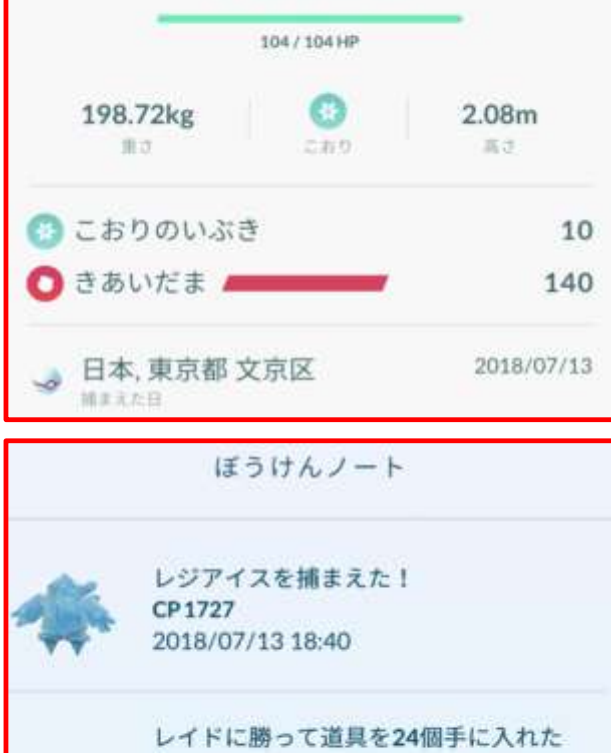 104 / 104 HP
198.72kg 2.08m
重さ こおり 高さ
こおりのいぶき 10
きあいだま 140
日本, 東京都 文京区 2018/07/13
捕まえた日
ぼうけんノート
レジアイスを捕まえた！
CP1727
2018/07/13 18:40
レイドに勝って道具を24個手に入れた